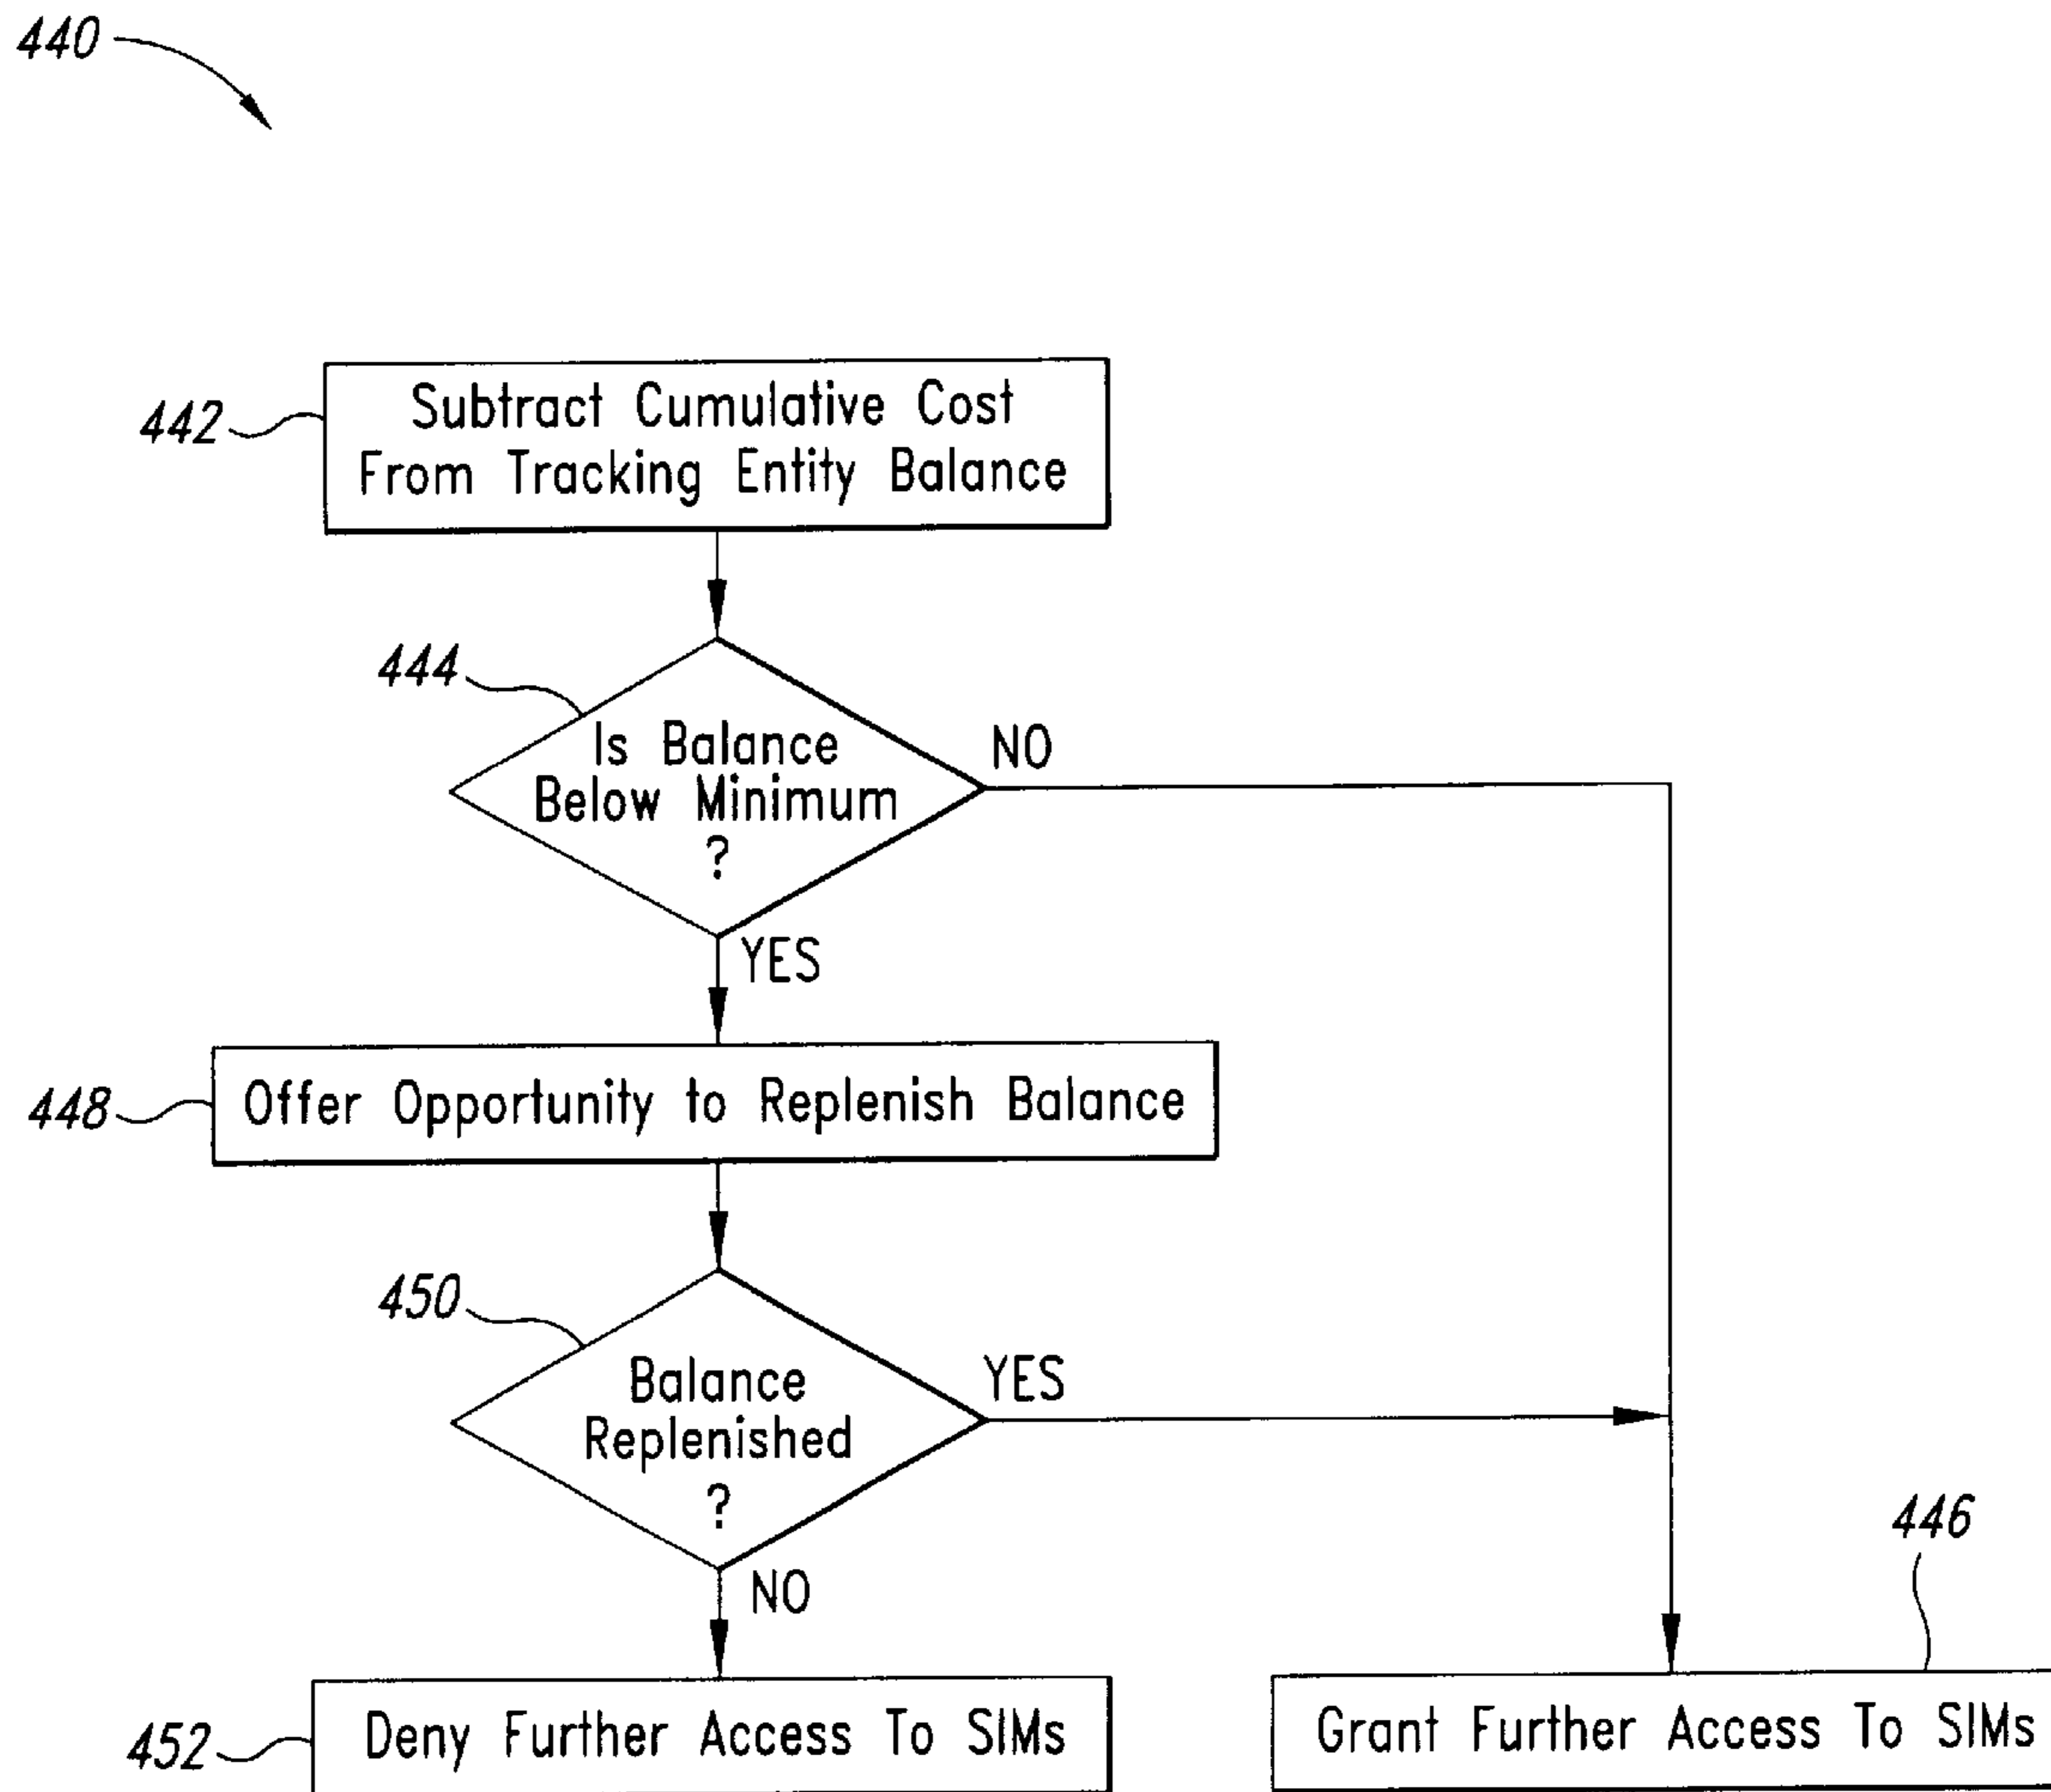 440
442
Subtract Cumulative Cost
From Tracking Entity Balance
444
Is Balance
Below Minimum
?
NO
YES
448
Offer Opportunity to Replenish Balance
450
Balance
Replenished
?
YES
NO
446
452
Deny Further Access To SIMs
Grant Further Access To SIMs